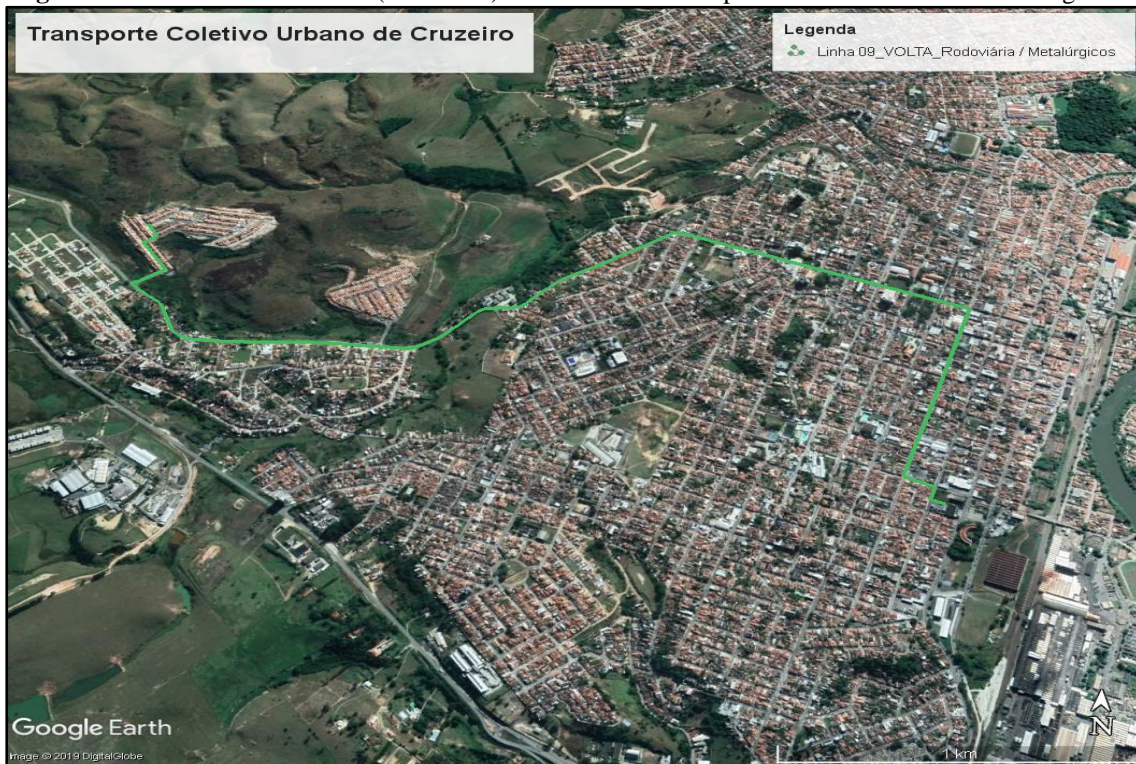 Transporte Coletivo Urbano de Cruzeiro
Legenda
Linha 09_VOLTA_Rodoviária / Metalúrgicos
Google Earth
Image © 2019 DigitalGlobe
1 km
N